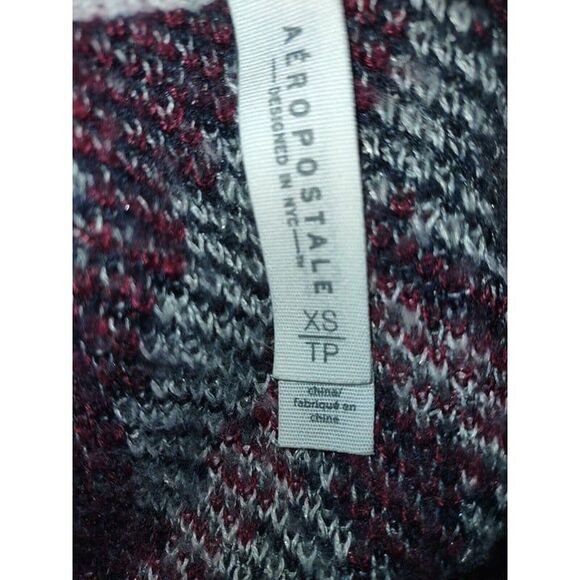 AÉROPOSTALE
DESIGNED IN NYC
XS
TP
china/
fabriqué en
chine